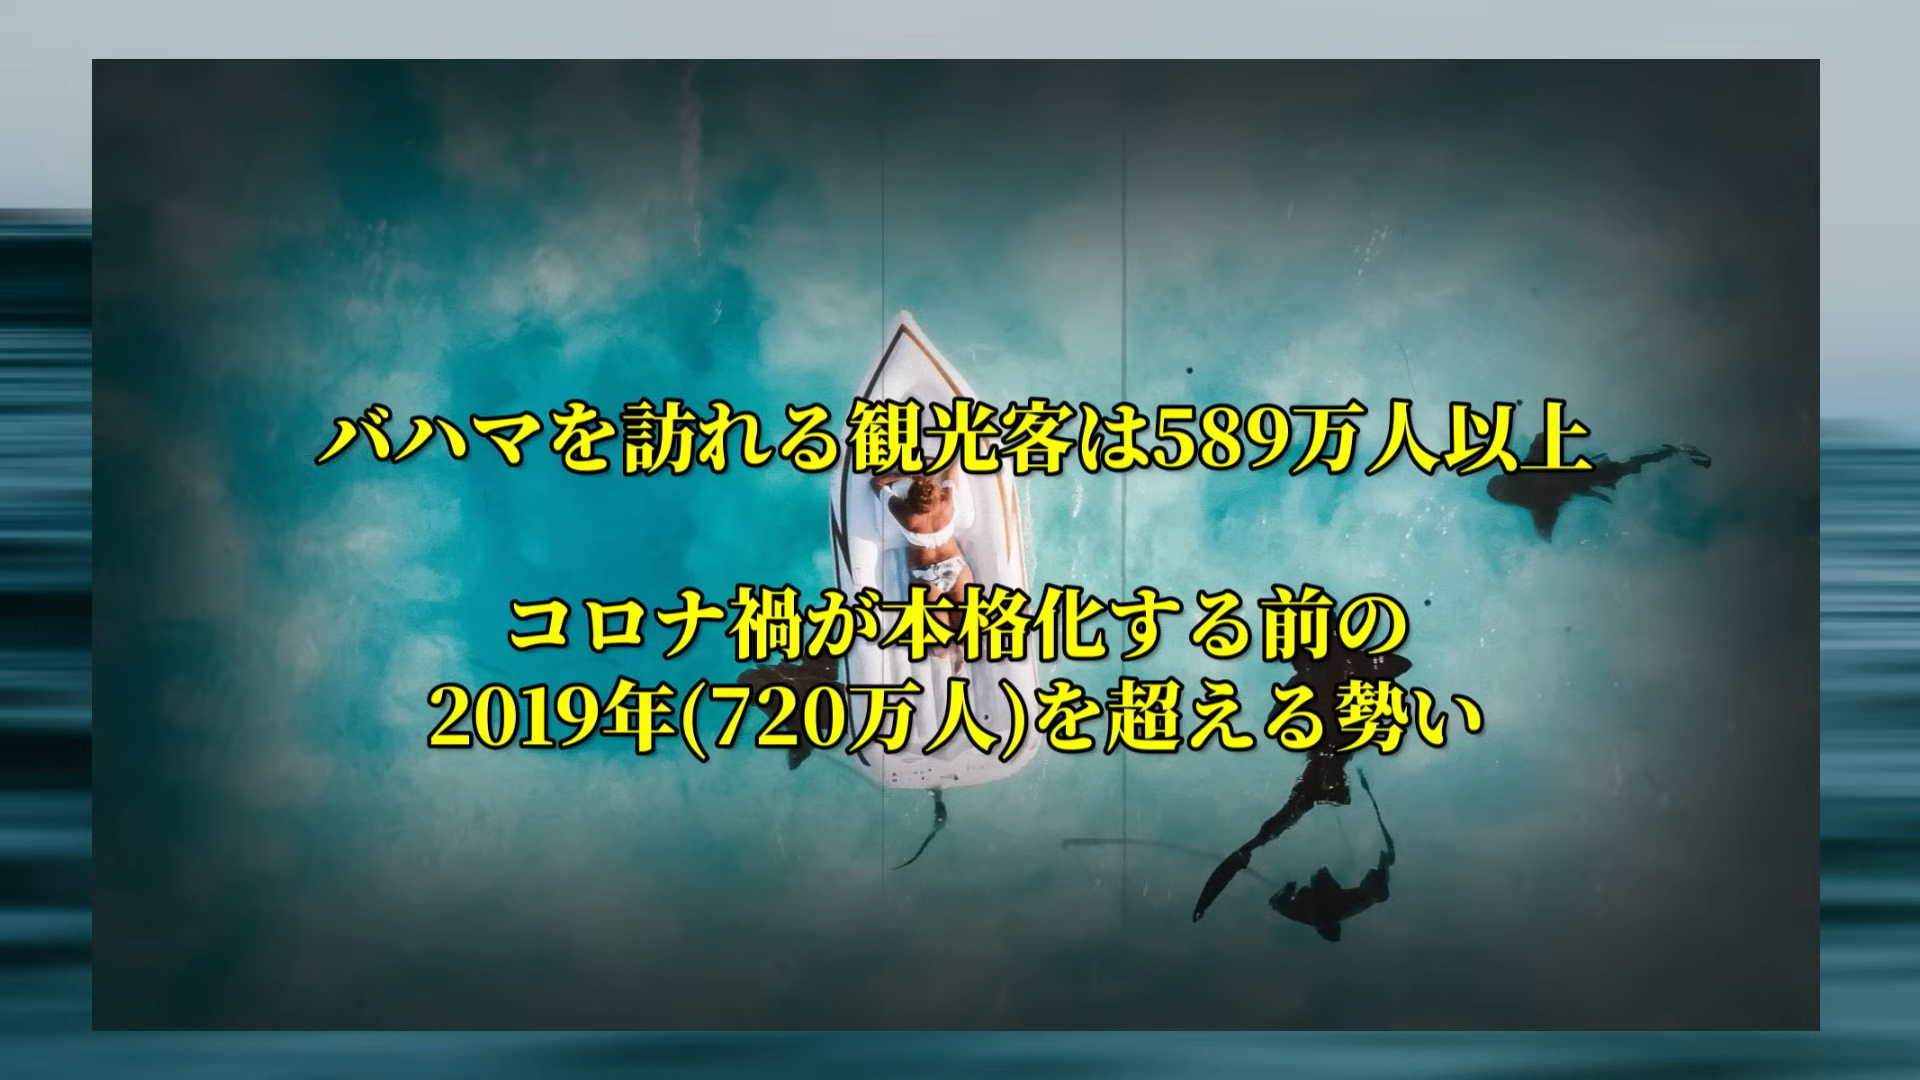 バハマを訪れる観光客は589万人以上
コロナ禍が本格化する前の
2019年(720万人)を超える勢い